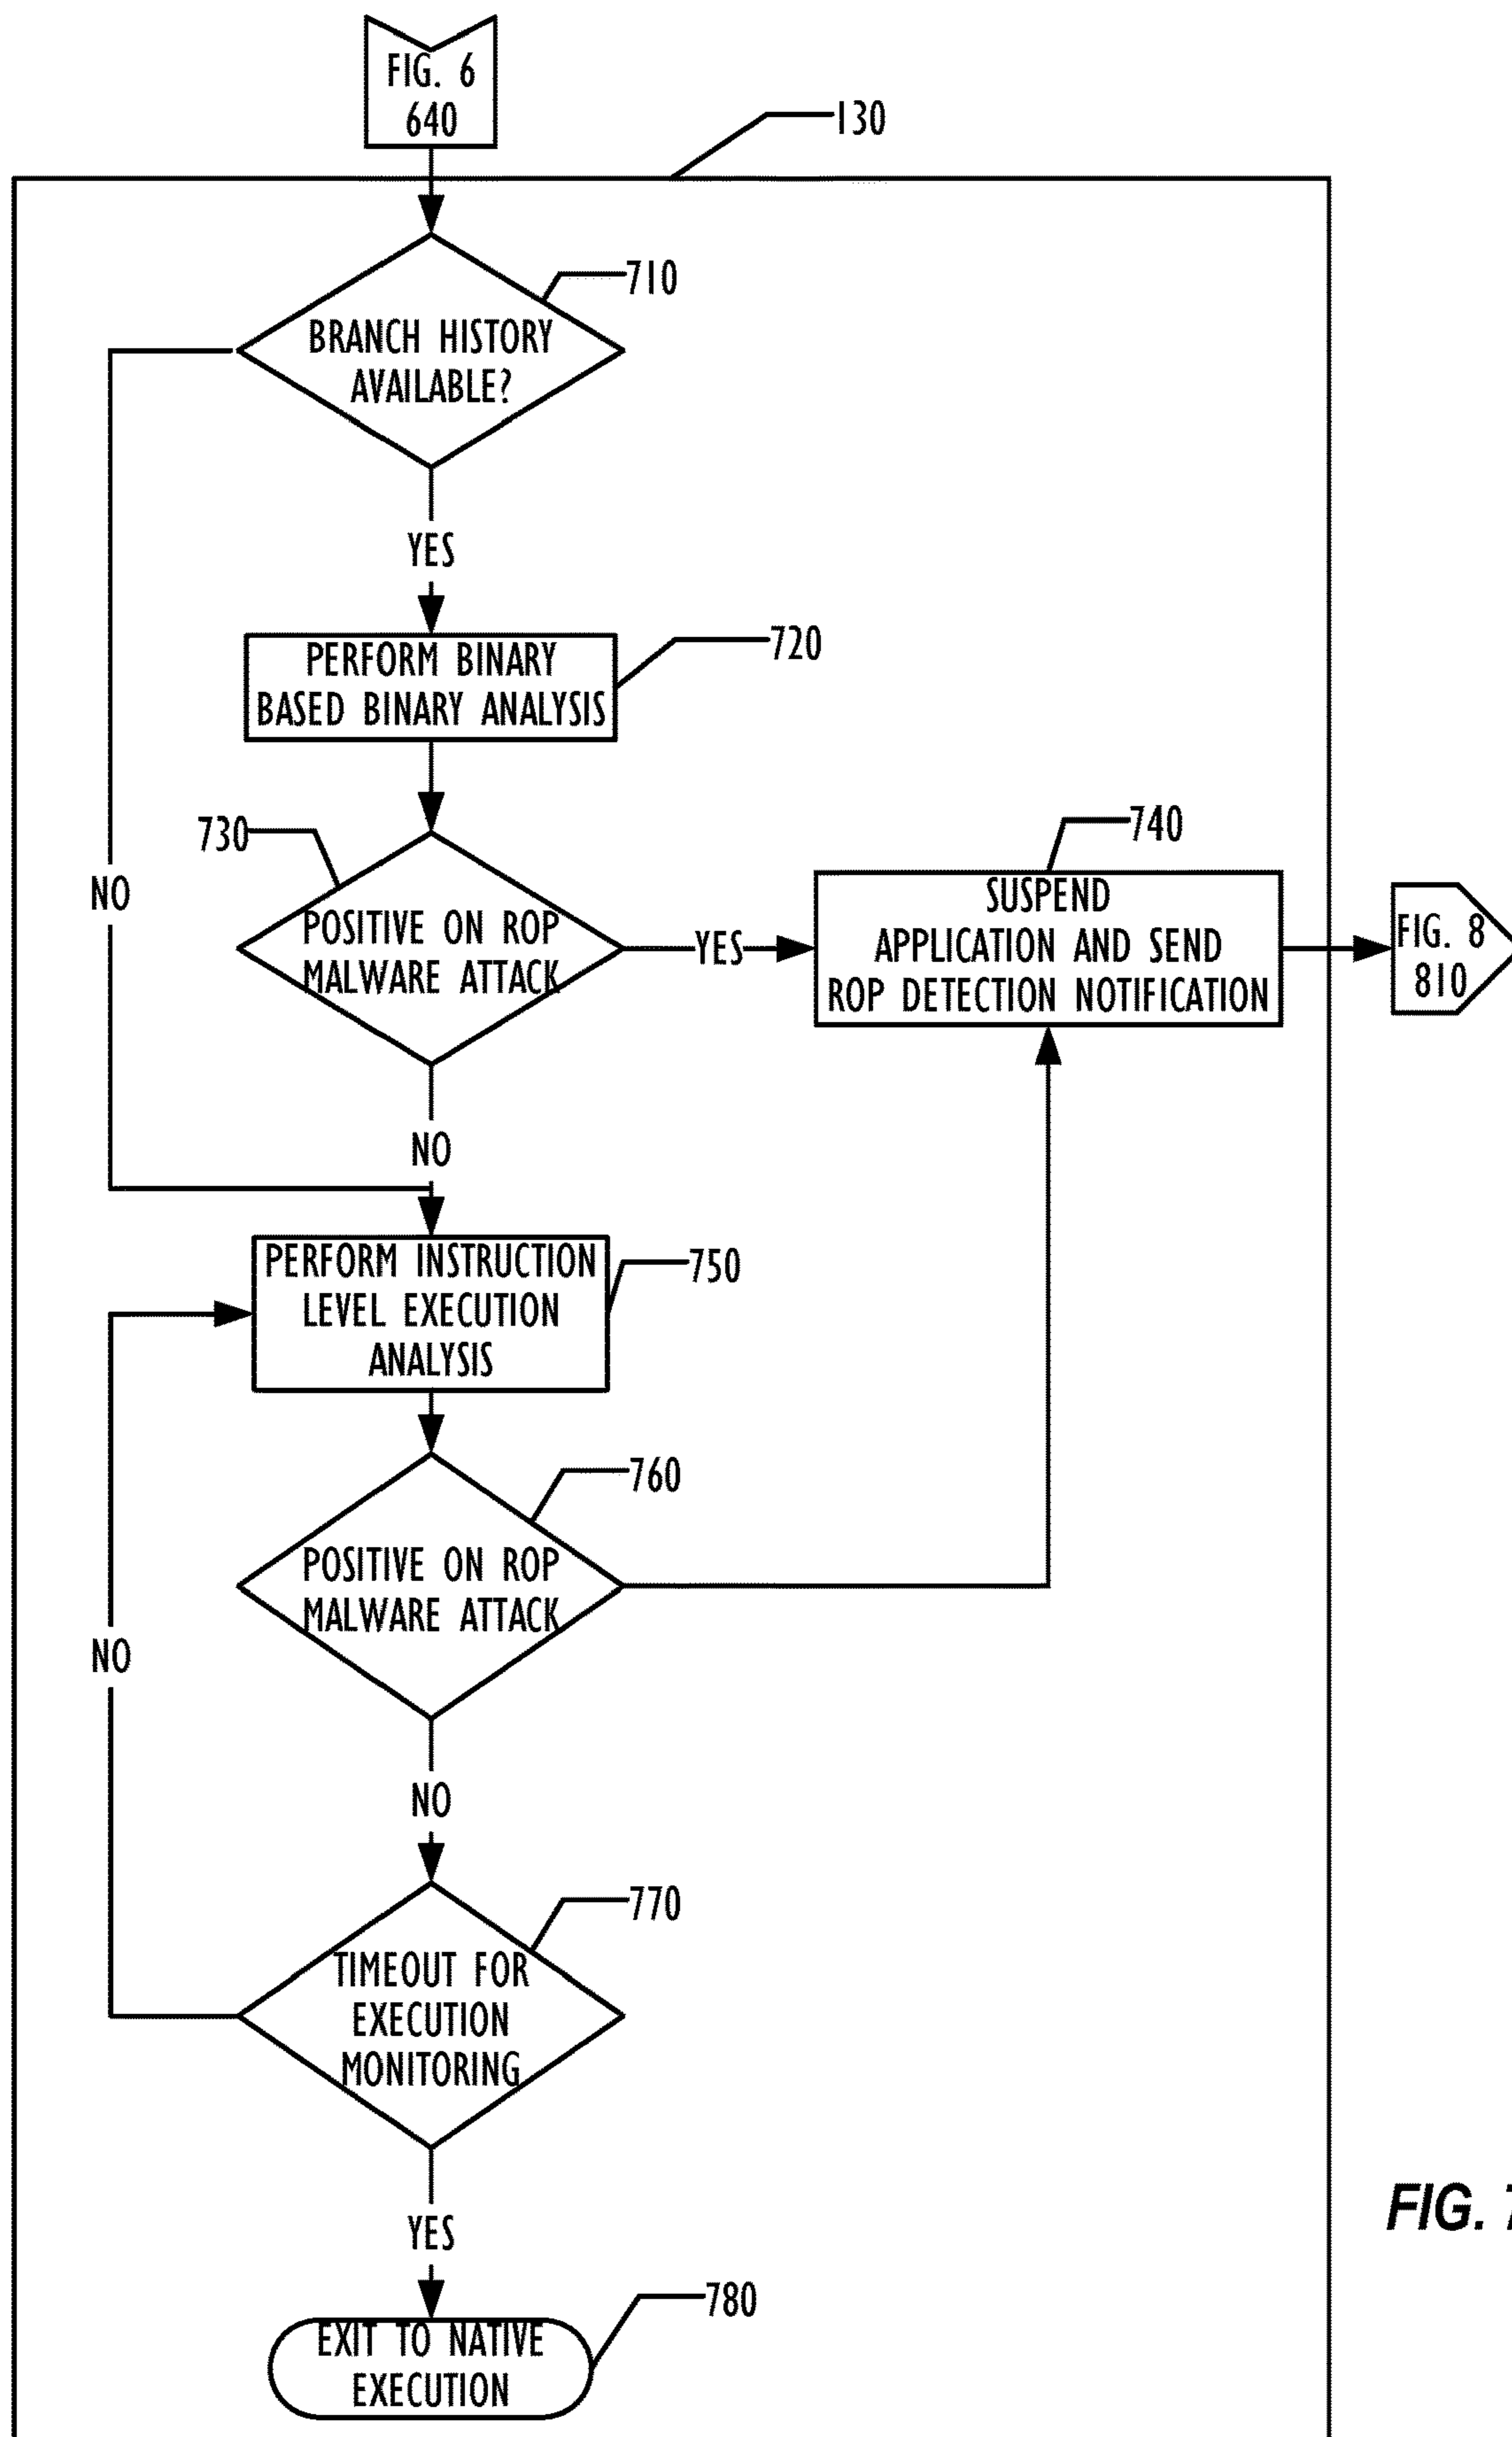 FIG. 6
640
130
710
BRANCH HISTORY
AVAILABLE?
YES
720
PERFORM BINARY
BASED BINARY ANALYSIS
730
740
NO
POSITIVE ON ROP
MALWARE ATTACK
YES
SUSPEND
APPLICATION AND SEND
ROP DETECTION NOTIFICATION
FIG. 8
810
NO
PERFORM INSTRUCTION
LEVEL EXECUTION
ANALYSIS
750
760
POSITIVE ON ROP
MALWARE ATTACK
NO
NO
770
TIMEOUT FOR
EXECUTION
MONITORING
FIG. 7
YES
780
EXIT TO NATIVE
EXECUTION